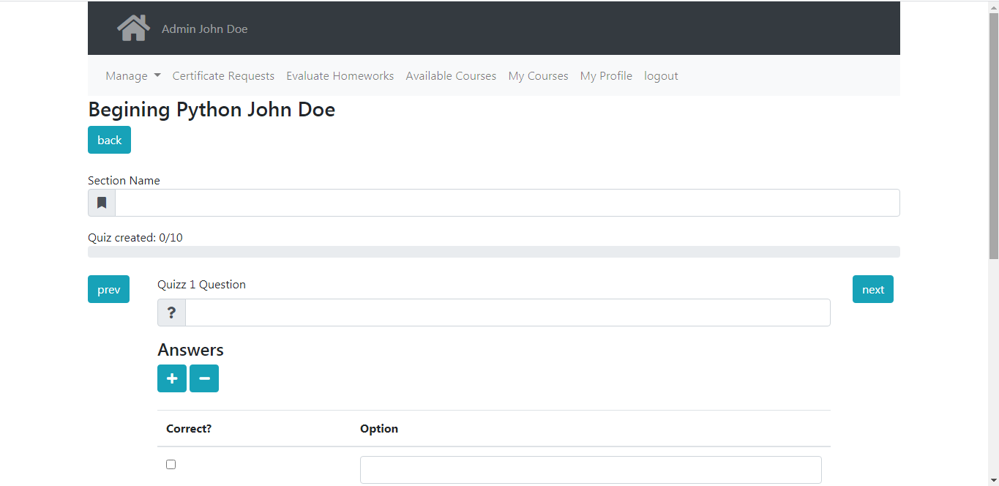 Admin John Doe
Manage Certificate Requests Evaluate Homeworks Available Courses My Courses My Profile logout
Begining Python John Doe
back
Section Name
Quiz created: 0/10
prev
Quizz 1 Question
next
?
Answers
+ −
Correct? Option